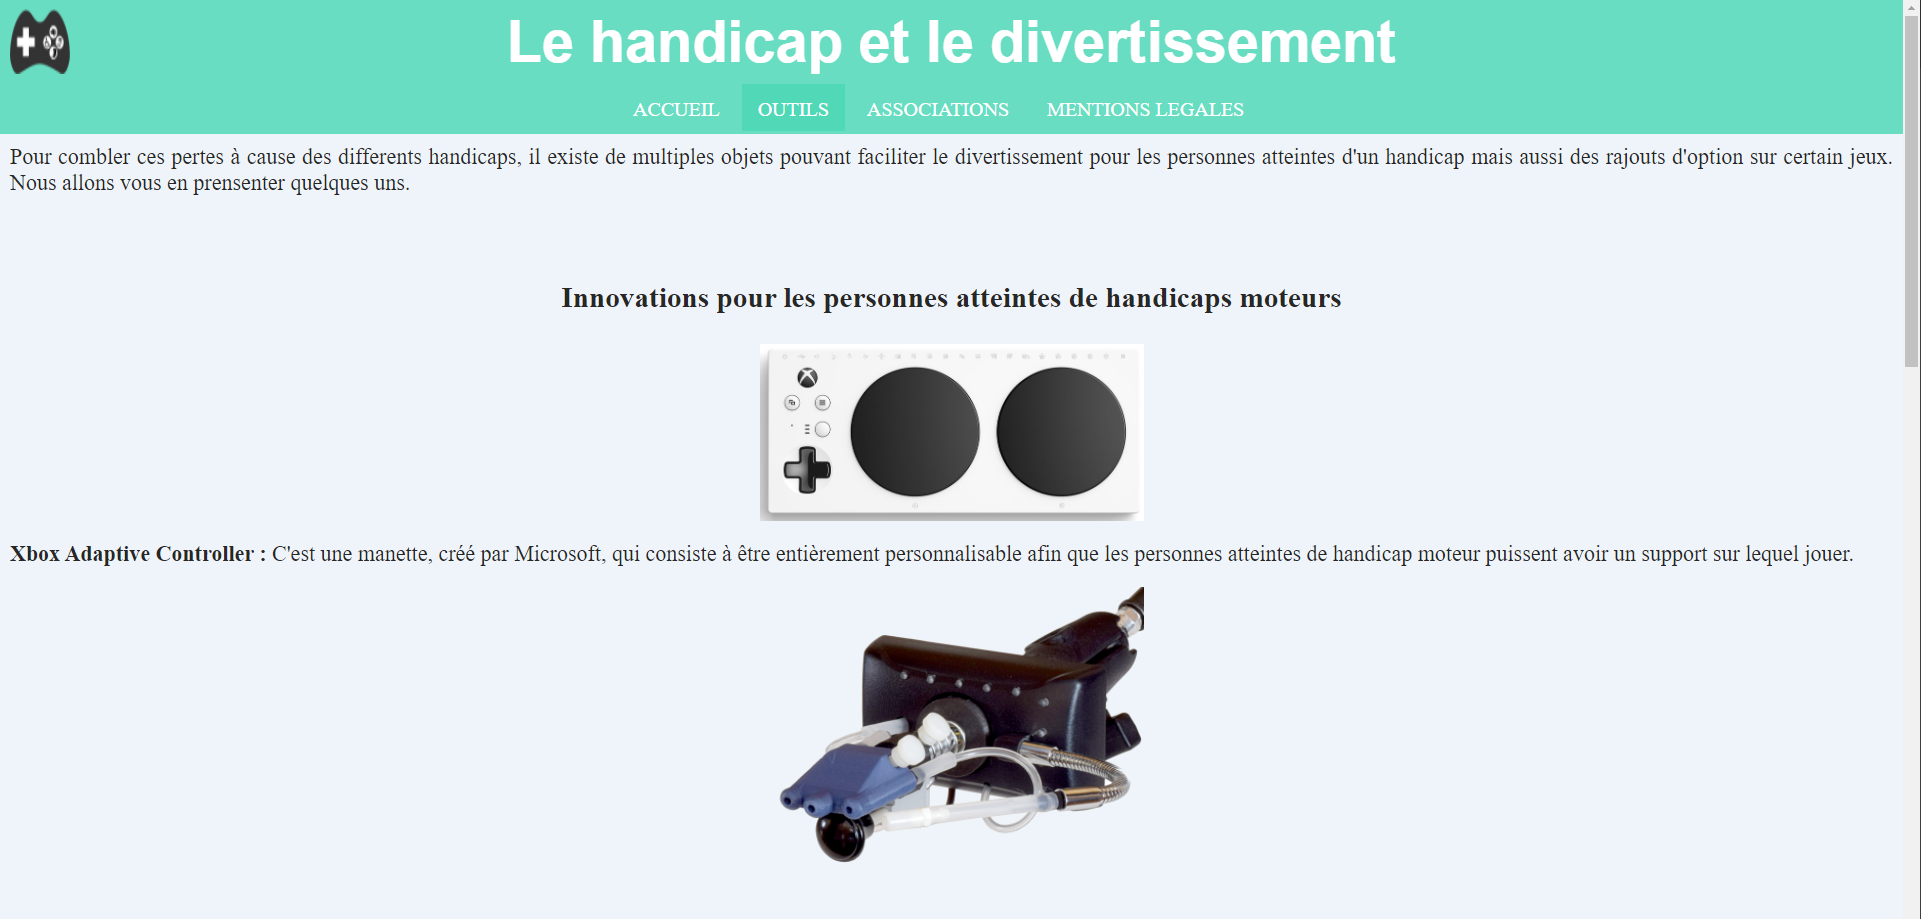 Le handicap et le divertissement
ACCUEIL OUTILS ASSOCIATIONS MENTIONS LEGALES
Pour combler ces pertes à cause des differents handicaps, il existe de multiples objets pouvant faciliter le divertissement pour les personnes atteintes d'un handicap mais aussi des rajouts d'option sur certain jeux.
Nous allons vous en prensenter quelques uns.
Innovations pour les personnes atteintes de handicaps moteurs
Xbox Adaptive Controller : C'est une manette, créé par Microsoft, qui consiste à être entièrement personnalisable afin que les personnes atteintes de handicap moteur puissent avoir un support sur lequel jouer.